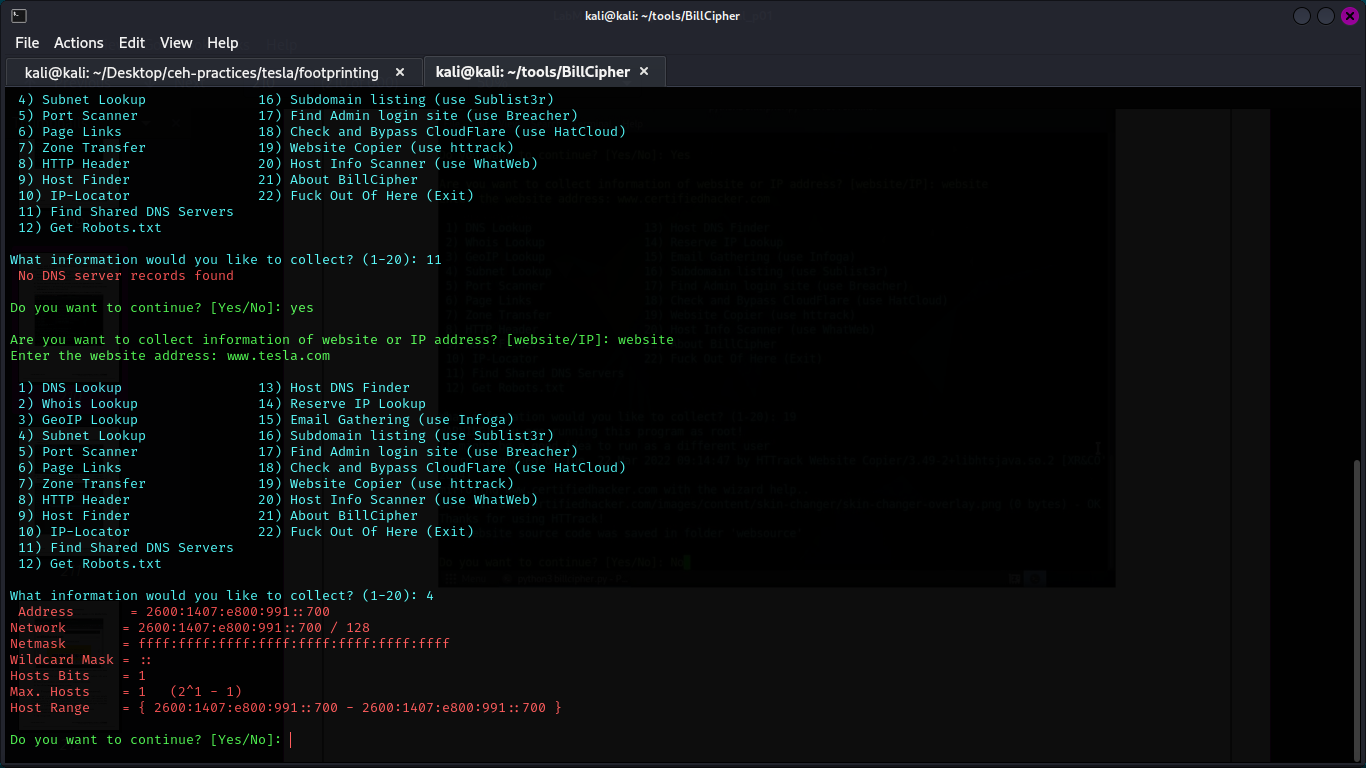 kali@kali: ~/tools/BillCipher
File Actions Edit View Help
kali@kali: ~/Desktop/ceh-practices/tesla/footprinting × kali@kali: ~/tools/BillCipher ×
4) Subnet Lookup 16) Subdomain listing (use Sublist3r)
5) Port Scanner 17) Find Admin login site (use Breacher)
6) Page Links 18) Check and Bypass CloudFlare (use HatCloud)
7) Zone Transfer 19) Website Copier (use httrack)
8) HTTP Header 20) Host Info Scanner (use WhatWeb)
9) Host Finder 21) About BillCipher
10) IP-Locator 22) Fuck Out Of Here (Exit)
11) Find Shared DNS Servers
12) Get Robots.txt
What information would you like to collect? (1-20): 11
No DNS server records found
Do you want to continue? [Yes/No]: yes
Are you want to collect information of website or IP address? [website/IP]: website
Enter the website address: www.tesla.com
1) DNS Lookup 13) Host DNS Finder
2) Whois Lookup 14) Reserve IP Lookup
3) GeoIP Lookup 15) Email Gathering (use Infoga)
4) Subnet Lookup 16) Subdomain listing (use Sublist3r)
5) Port Scanner 17) Find Admin login site (use Breacher)
6) Page Links 18) Check and Bypass CloudFlare (use HatCloud)
7) Zone Transfer 19) Website Copier (use httrack)
8) HTTP Header 20) Host Info Scanner (use WhatWeb)
9) Host Finder 21) About BillCipher
10) IP-Locator 22) Fuck Out Of Here (Exit)
11) Find Shared DNS Servers
12) Get Robots.txt
What information would you like to collect? (1-20): 4
Address = 2600:1407:e800:991::700
Network = 2600:1407:e800:991::700 / 128
Netmask = ffff:ffff:ffff:ffff:ffff:ffff:ffff:ffff
Wildcard Mask = ::
Hosts Bits = 1
Max. Hosts = 1 (2^1 - 1)
Host Range = { 2600:1407:e800:991::700 - 2600:1407:e800:991::700 }
Do you want to continue? [Yes/No]: